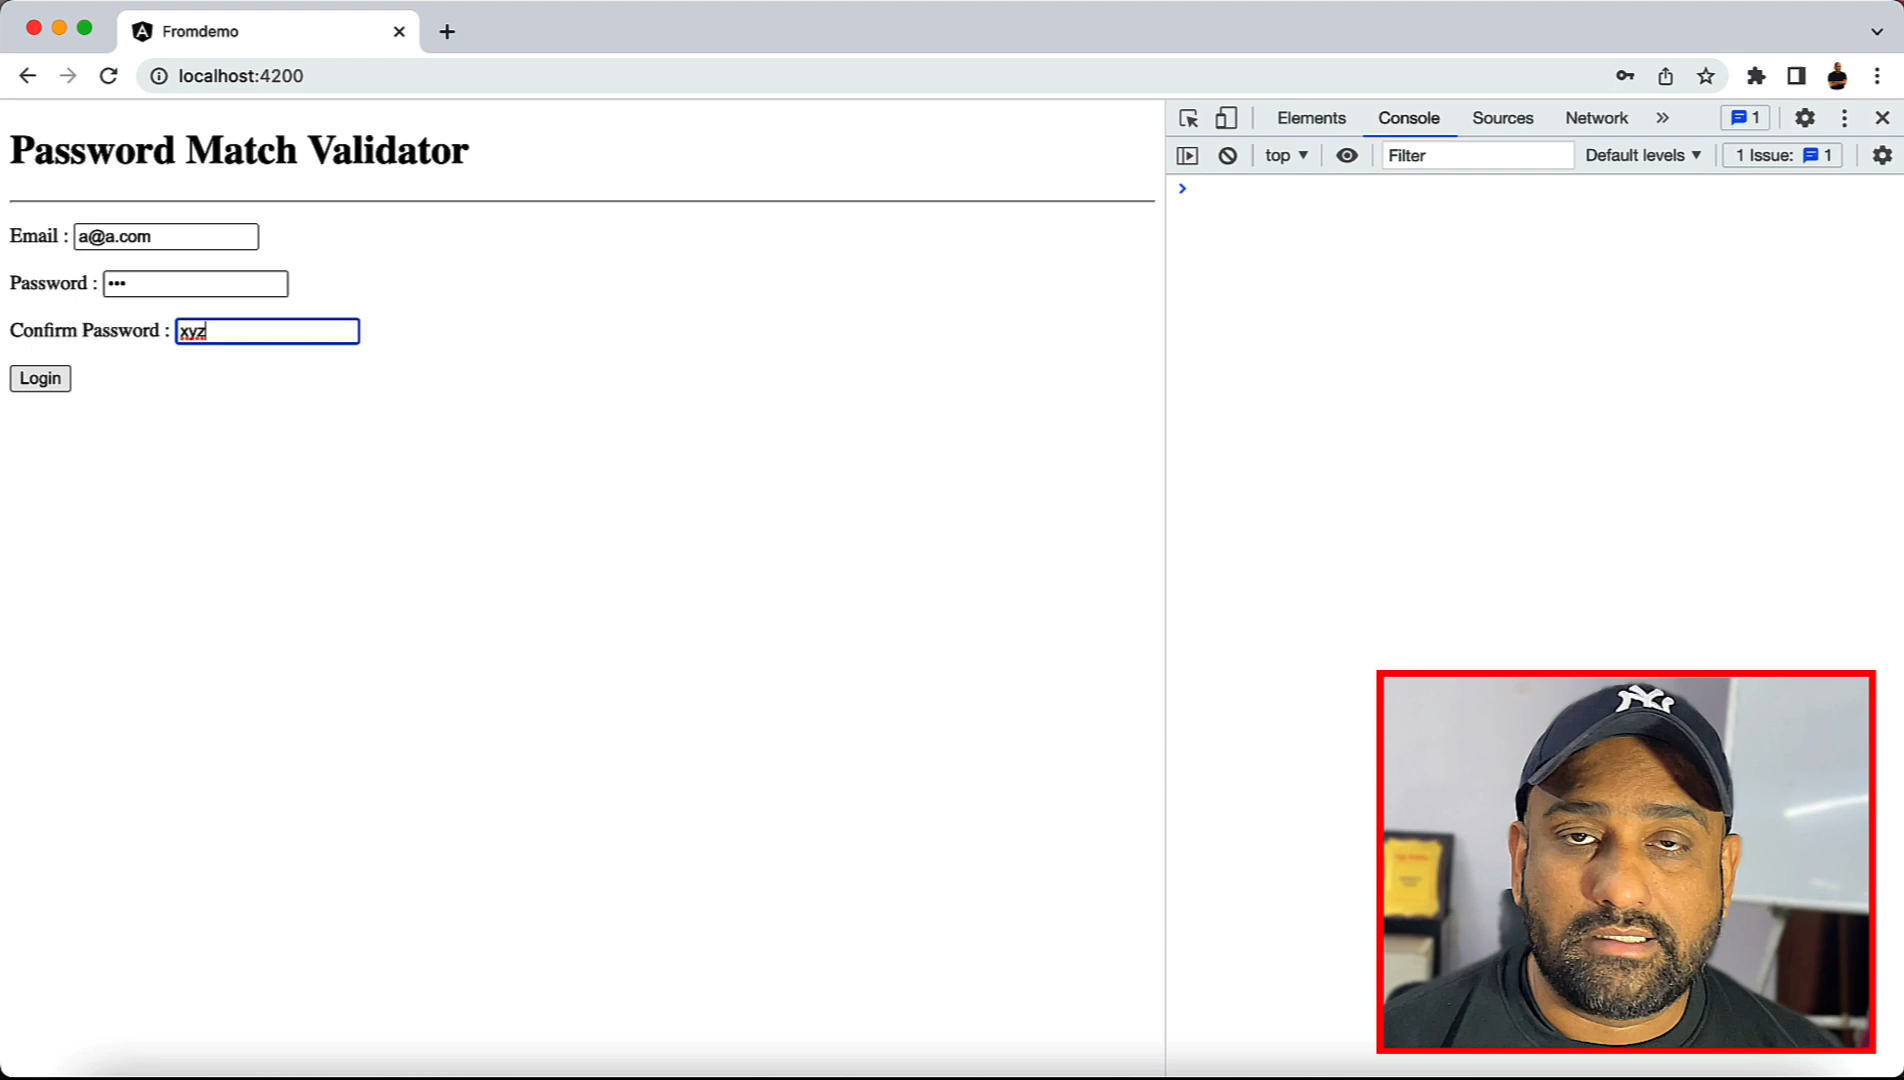 Fromdemo
localhost:4200
Elements Console Sources Network » 1
top ▼ Filter Default levels ▼ 1 Issue: 1
Password Match Validator
Email : a@a.com
Password : •••
Confirm Password : xyz
Login
NY